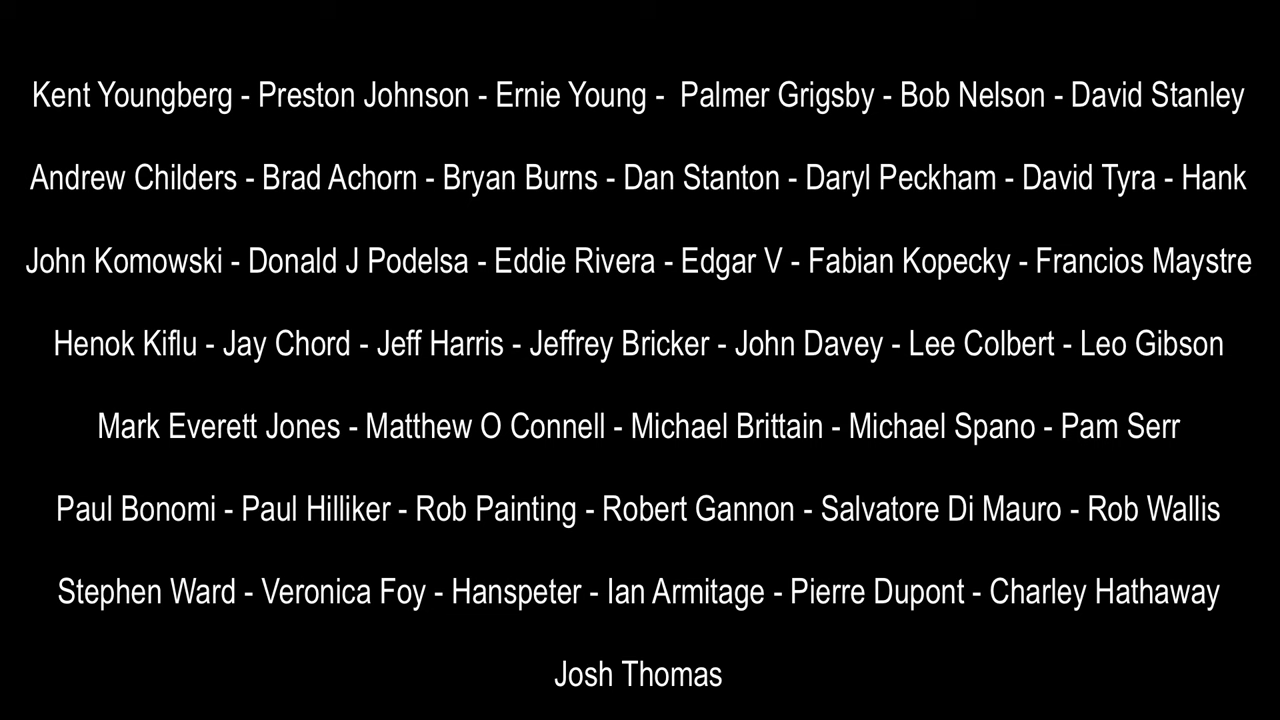 Kent Youngberg - Preston Johnson - Ernie Young -  Palmer Grigsby - Bob Nelson - David Stanley
Andrew Childers - Brad Achorn - Bryan Burns - Dan Stanton - Daryl Peckham - David Tyra - Hank
John Komowski - Donald J Podelsa - Eddie Rivera - Edgar V - Fabian Kopecky - Francios Maystre
Henok Kiflu - Jay Chord - Jeff Harris - Jeffrey Bricker - John Davey - Lee Colbert - Leo Gibson
Mark Everett Jones - Matthew O Connell - Michael Brittain - Michael Spano - Pam Serr
Paul Bonomi - Paul Hilliker - Rob Painting - Robert Gannon - Salvatore Di Mauro - Rob Wallis
Stephen Ward - Veronica Foy - Hanspeter - Ian Armitage - Pierre Dupont - Charley Hathaway
Josh Thomas